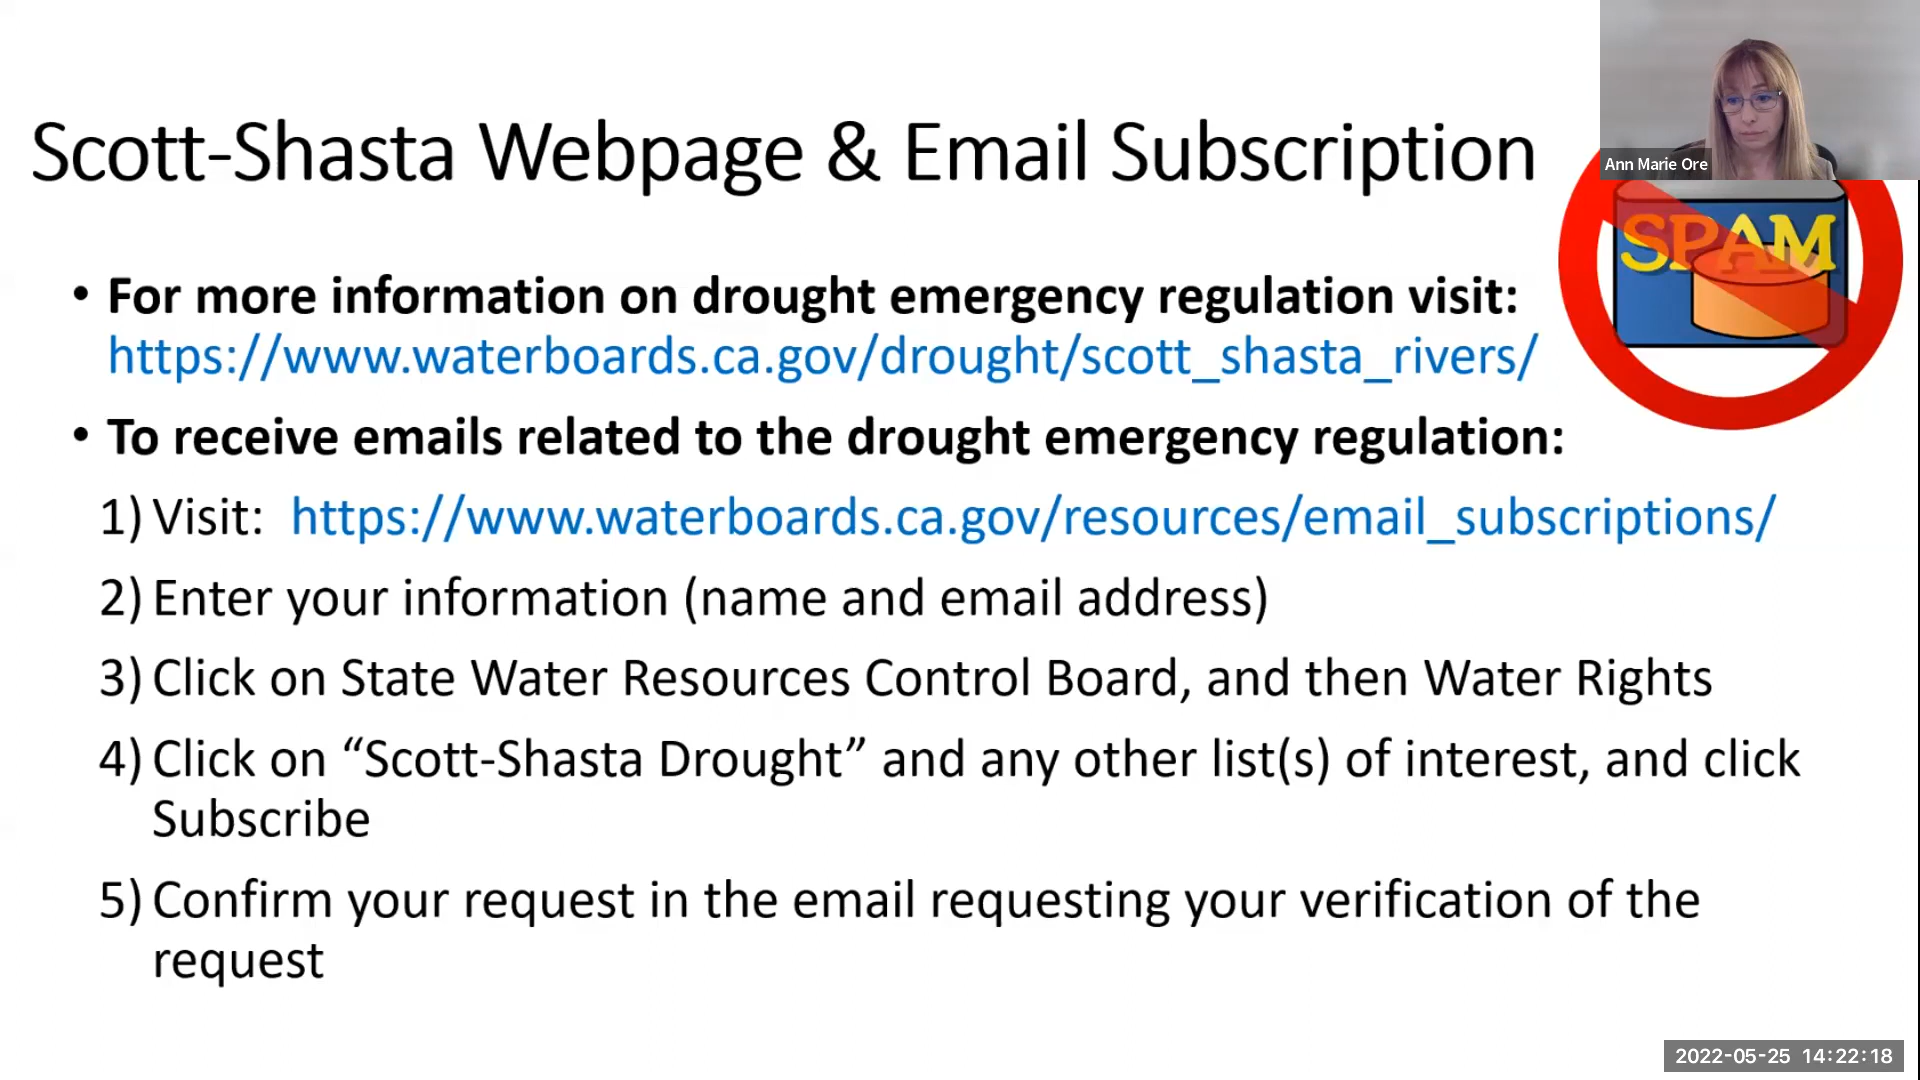 Ann Marie Ore
Scott-Shasta Webpage & Email Subscription
SPAM
• For more information on drought emergency regulation visit:
https://www.waterboards.ca.gov/drought/scott_shasta_rivers/
• To receive emails related to the drought emergency regulation:
1) Visit: https://www.waterboards.ca.gov/resources/email_subscriptions/
2) Enter your information (name and email address)
3) Click on State Water Resources Control Board, and then Water Rights
4) Click on “Scott-Shasta Drought” and any other list(s) of interest, and click
Subscribe
5) Confirm your request in the email requesting your verification of the
request
2022-05-25 14:22:18